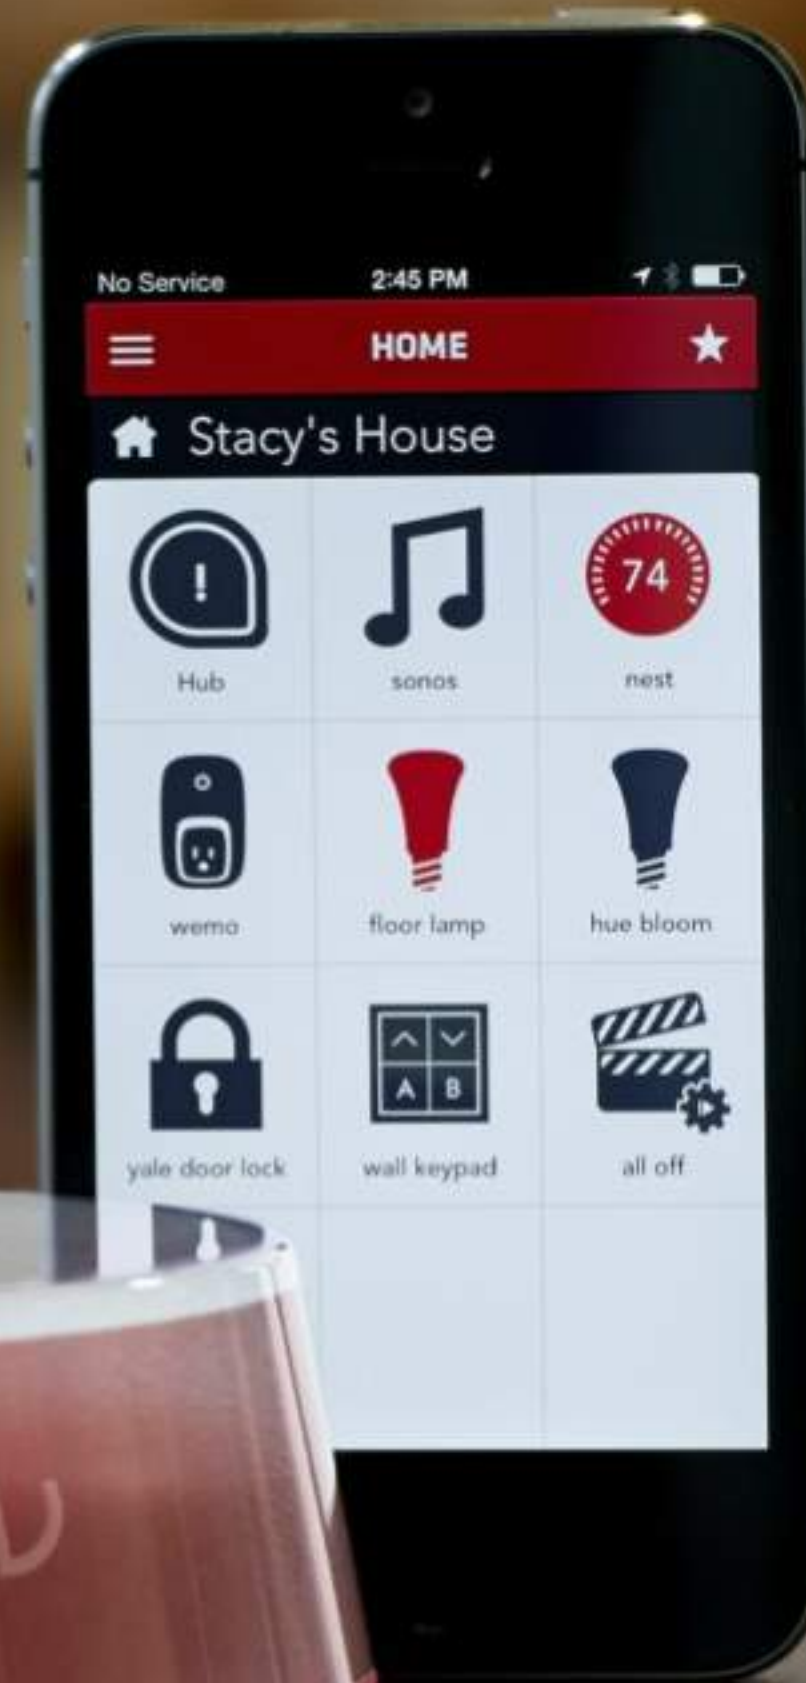 No Service 2:45 PM
HOME
Stacy's House
!
74
Hub sonos nest
wemo floor lamp hue bloom
A B
yale door lock wall keypad all off